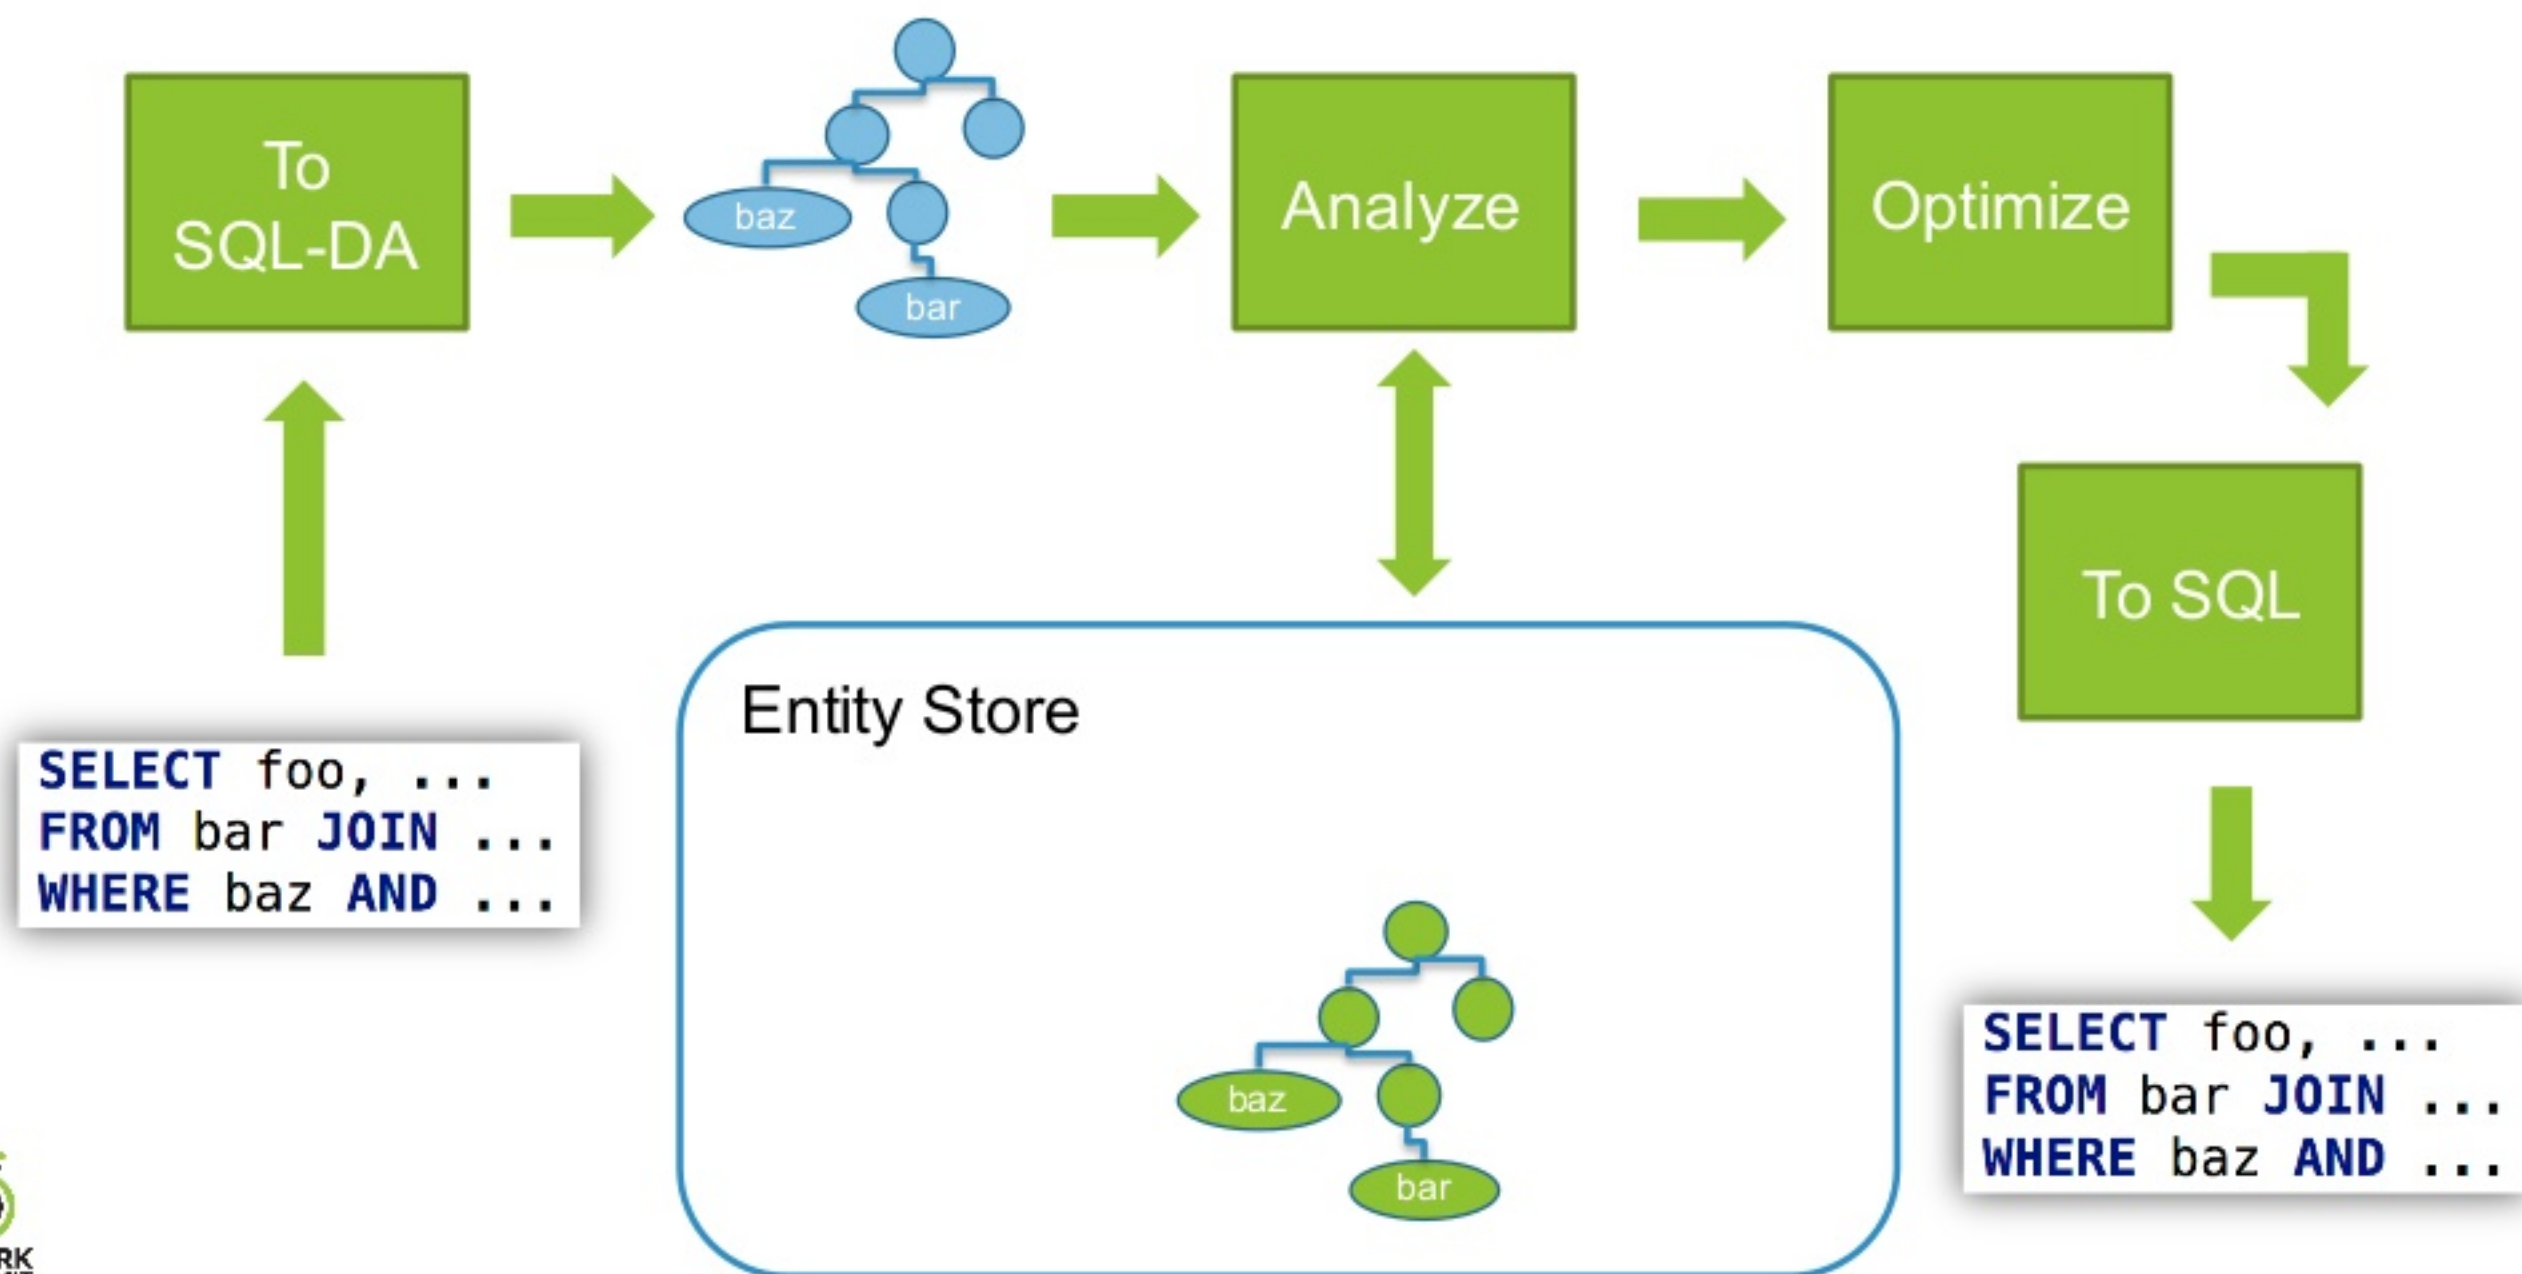 To
SQL-DA
baz
bar
Analyze
Optimize
To SQL
Entity Store
SELECT foo, ...
FROM bar JOIN ...
WHERE baz AND ...
baz
bar
SELECT foo, ...
FROM bar JOIN ...
WHERE baz AND ...
RK